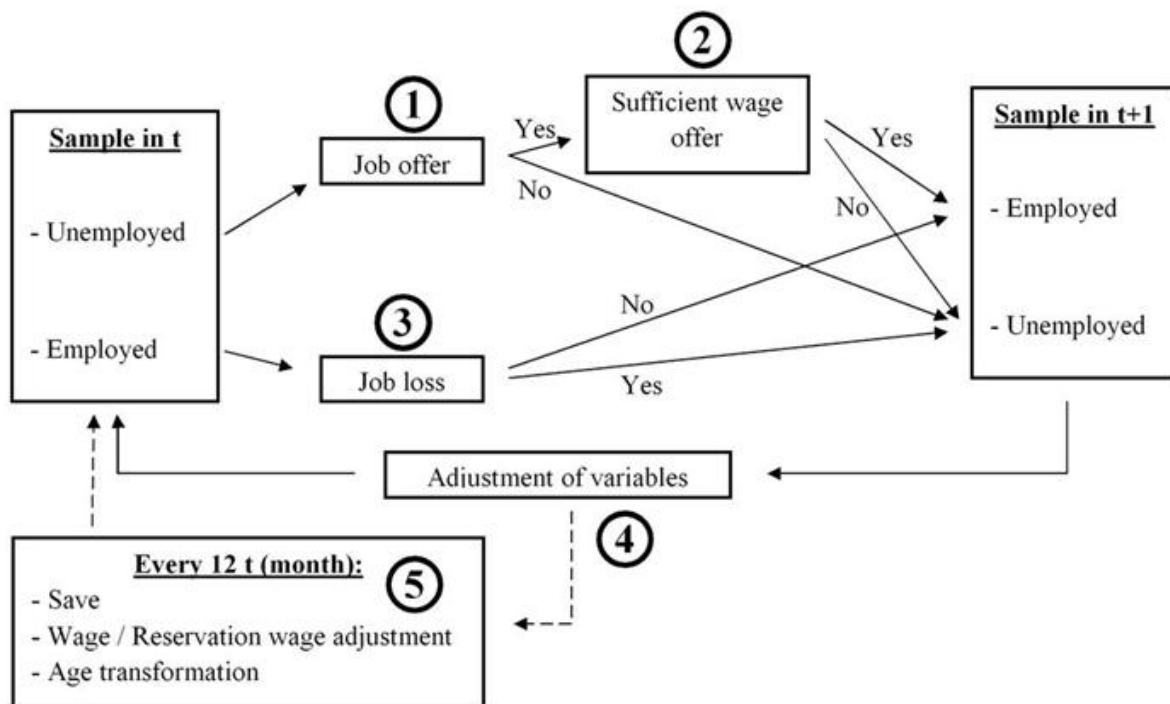 Sample in t
- Unemployed
- Employed
1
Job offer
Yes
No
2
Sufficient wage
offer
Yes
No
3
Job loss
No
Yes
Sample in t+1
- Employed
- Unemployed
Adjustment of variables
4
Every 12 t (month):
5
- Save
- Wage / Reservation wage adjustment
- Age transformation